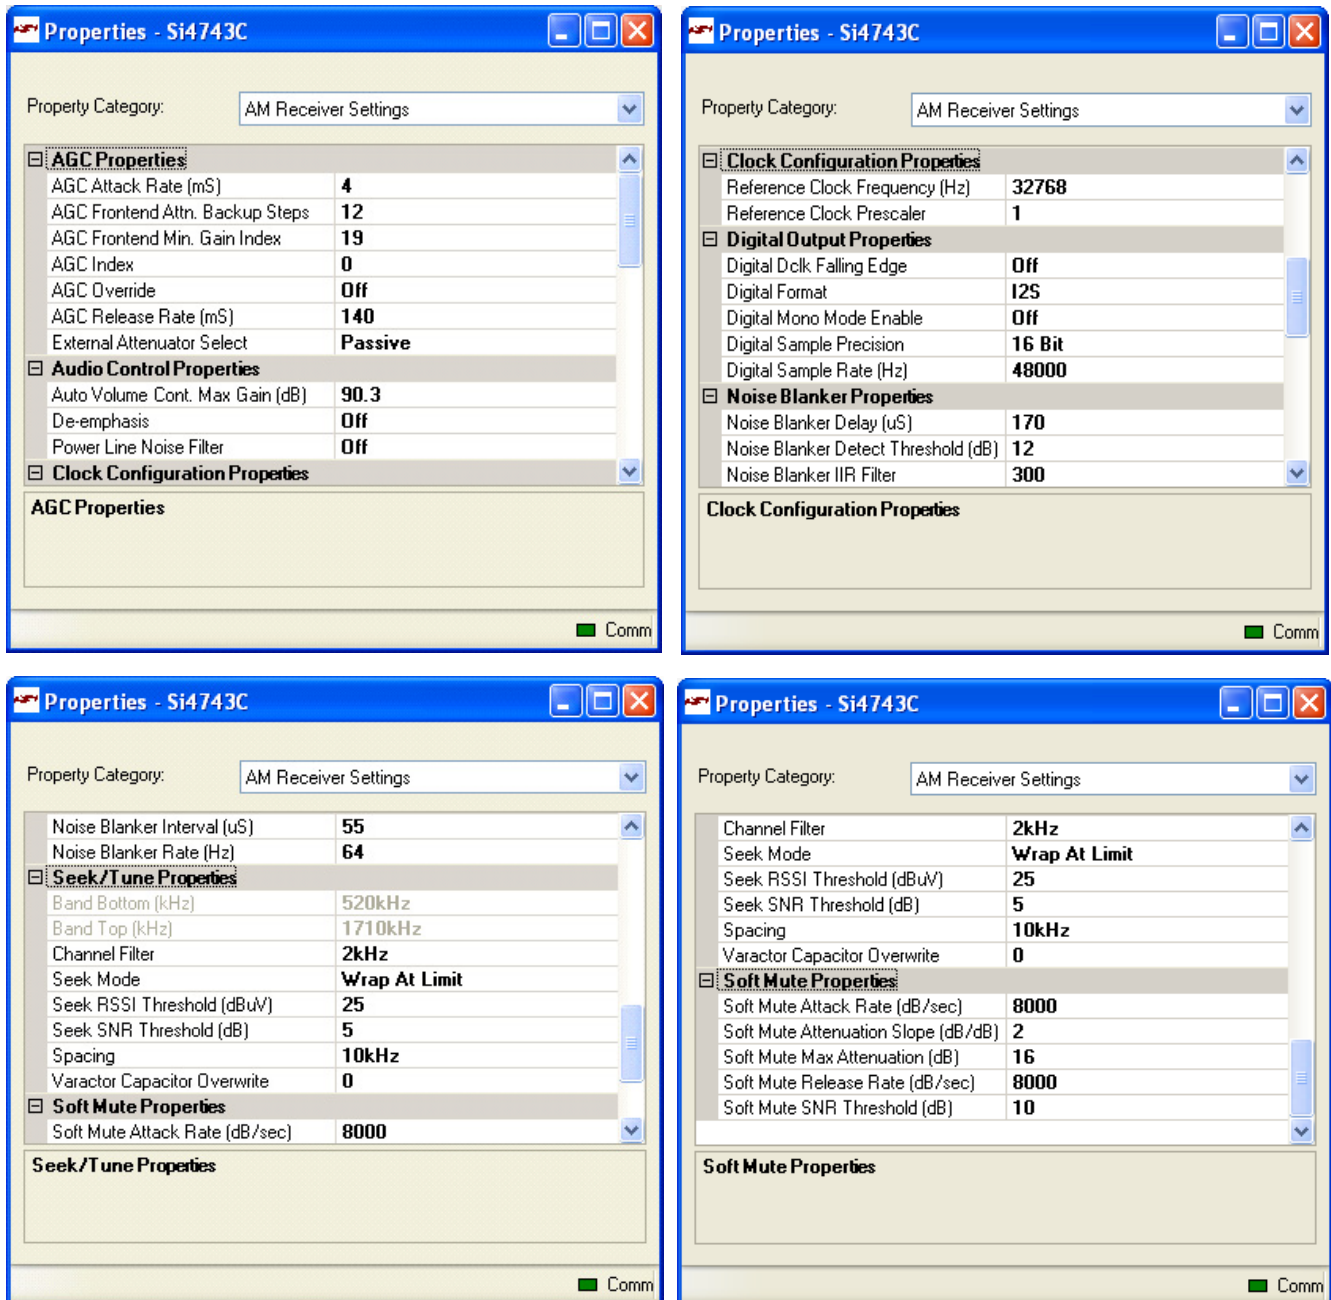 Properties - Si4743C
Property Category: AM Receiver Settings
AGC Properties
AGC Attack Rate (mS) 4
AGC Frontend Attn. Backup Steps 12
AGC Frontend Min. Gain Index 19
AGC Index 0
AGC Override Off
AGC Release Rate (mS) 140
External Attenuator Select Passive
Audio Control Properties
Auto Volume Cont. Max Gain (dB) 90.3
De-emphasis Off
Power Line Noise Filter Off
Clock Configuration Properties
AGC Properties
Comm
Properties - Si4743C
Property Category: AM Receiver Settings
Clock Configuration Properties
Reference Clock Frequency (Hz) 32768
Reference Clock Prescaler 1
Digital Output Properties
Digital Dclk Falling Edge Off
Digital Format I2S
Digital Mono Mode Enable Off
Digital Sample Precision 16 Bit
Digital Sample Rate (Hz) 48000
Noise Blanker Properties
Noise Blanker Delay (uS) 170
Noise Blanker Detect Threshold (dB) 12
Noise Blanker IIR Filter 300
Clock Configuration Properties
Comm
Properties - Si4743C
Property Category: AM Receiver Settings
Noise Blanker Interval (uS) 55
Noise Blanker Rate (Hz) 64
Seek/Tune Properties
Band Bottom (kHz) 520kHz
Band Top (kHz) 1710kHz
Channel Filter 2kHz
Seek Mode Wrap At Limit
Seek RSSI Threshold (dBuV) 25
Seek SNR Threshold (dB) 5
Spacing 10kHz
Varactor Capacitor Overwrite 0
Soft Mute Properties
Soft Mute Attack Rate (dB/sec) 8000
Seek/Tune Properties
Comm
Properties - Si4743C
Property Category: AM Receiver Settings
Channel Filter 2kHz
Seek Mode Wrap At Limit
Seek RSSI Threshold (dBuV) 25
Seek SNR Threshold (dB) 5
Spacing 10kHz
Varactor Capacitor Overwrite 0
Soft Mute Properties
Soft Mute Attack Rate (dB/sec) 8000
Soft Mute Attenuation Slope (dB/dB) 2
Soft Mute Max Attenuation (dB) 16
Soft Mute Release Rate (dB/sec) 8000
Soft Mute SNR Threshold (dB) 10
Soft Mute Properties
Comm